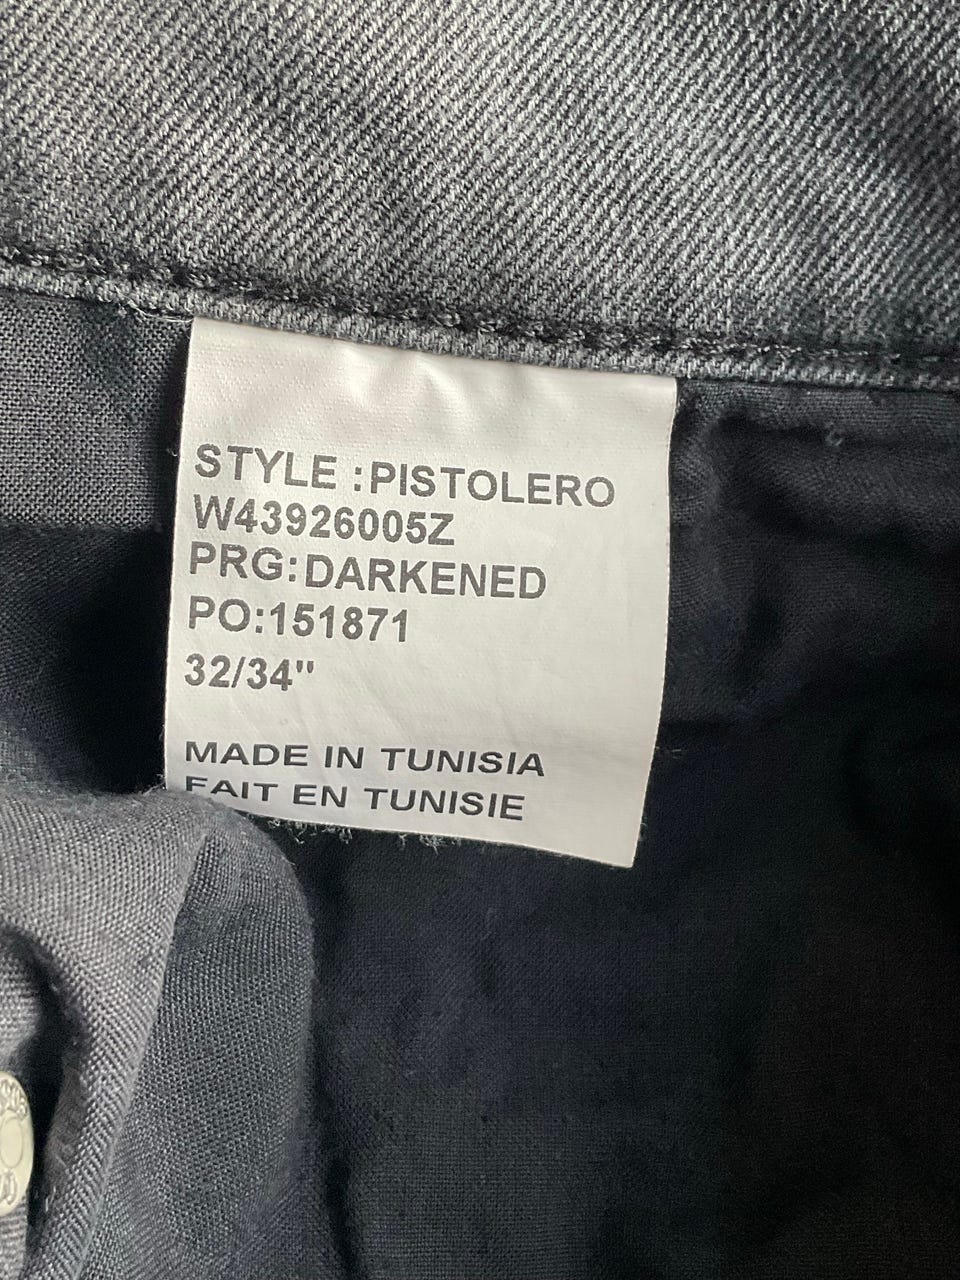 STYLE :PISTOLERO
W43926005Z
PRG:DARKENED
PO:151871
32/34"
MADE IN TUNISIA
FAIT EN TUNISIE